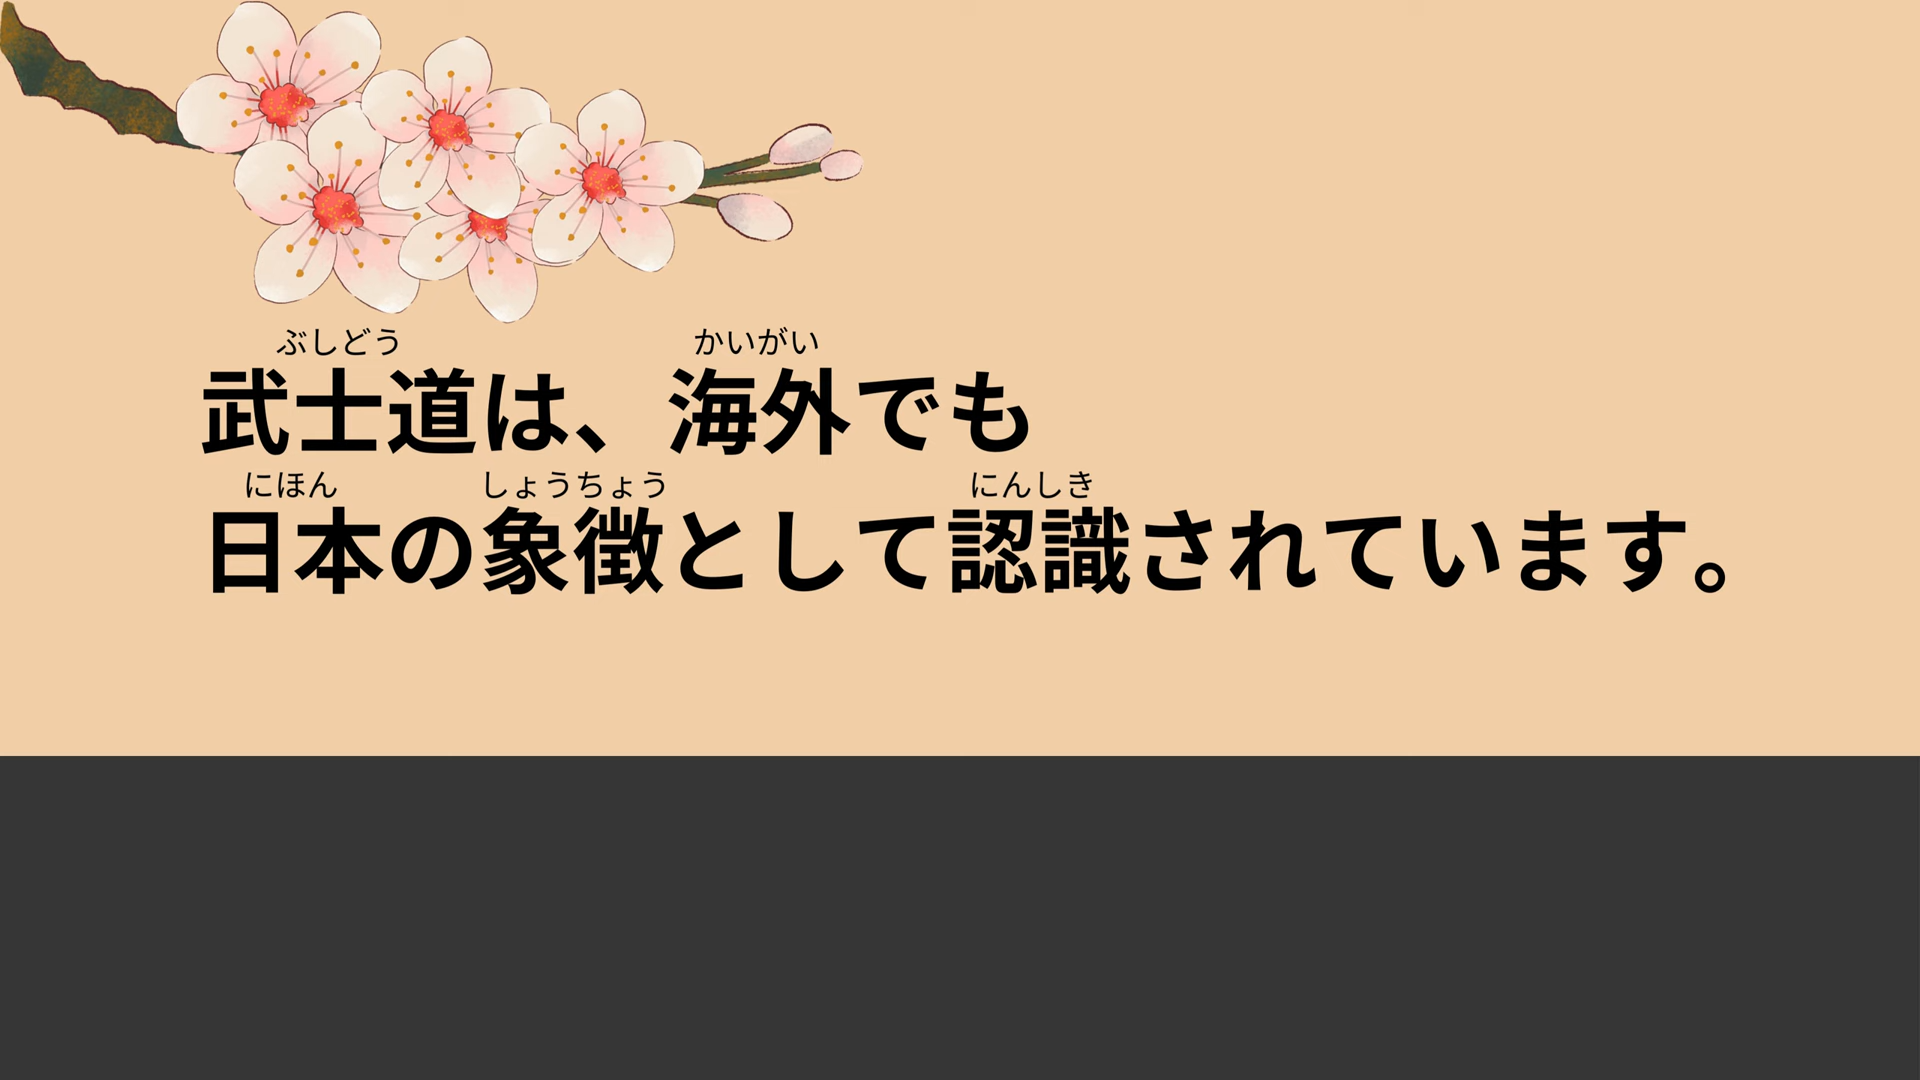 ぶしどう かいがい
武士道は、海外でも
にほん しょうちょう にんしき
日本の象徴として認識されています。